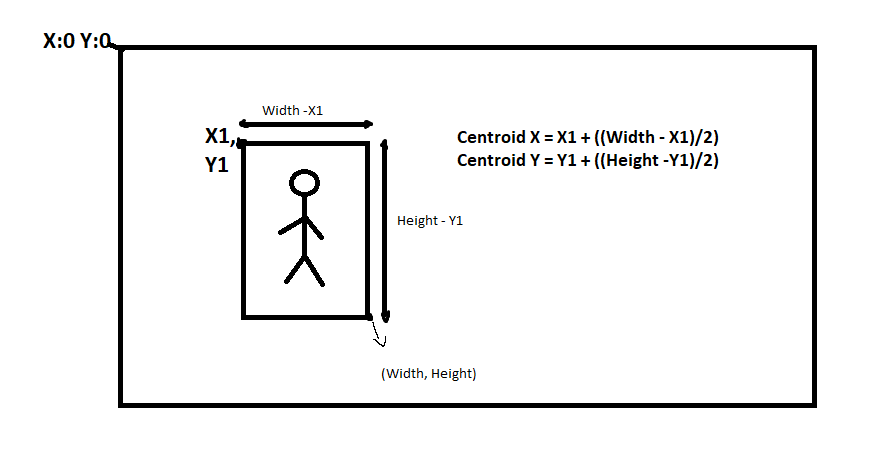 X:0 Y:0
Width -X1
X1,
Y1
Centroid X = X1 + ((Width - X1)/2)
Centroid Y = Y1 + ((Height -Y1)/2)
Height - Y1
(Width, Height)